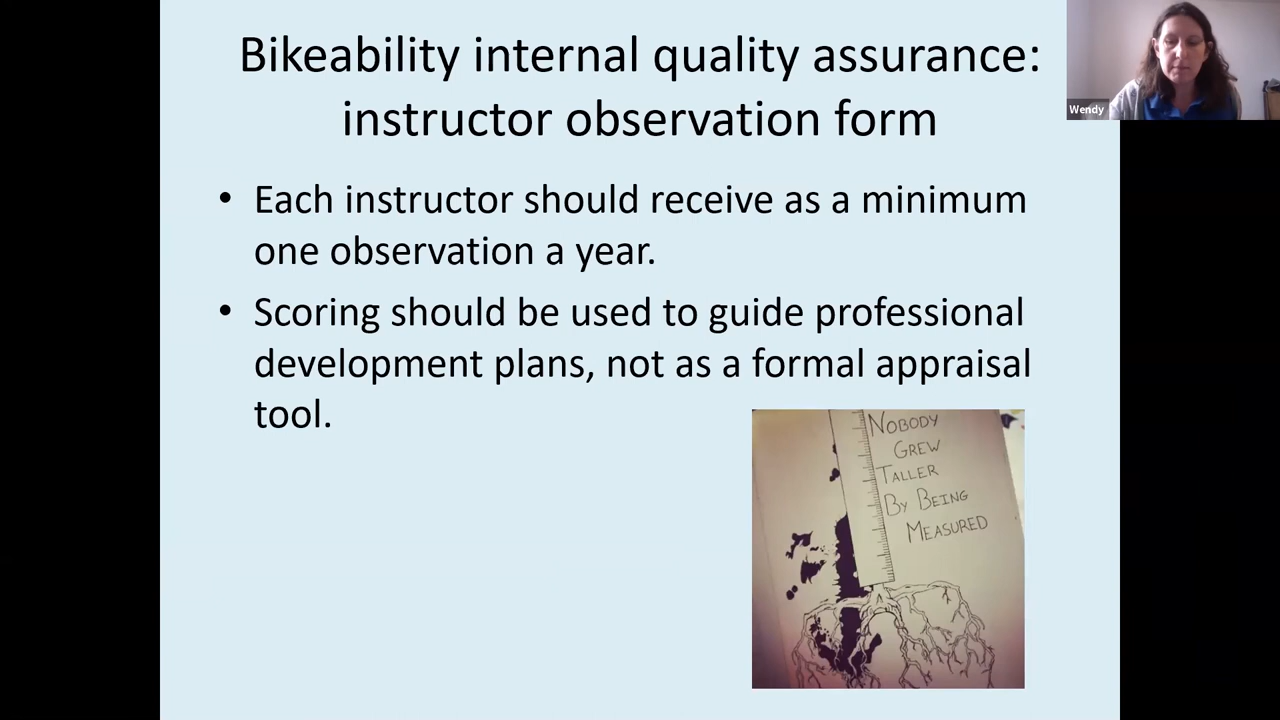 Bikeability internal quality assurance:
instructor observation form
Wendy
• Each instructor should receive as a minimum
one observation a year.
• Scoring should be used to guide professional
development plans, not as a formal appraisal
tool.
NOBODY
GREW
TALLER
BY BEING
MEASURED